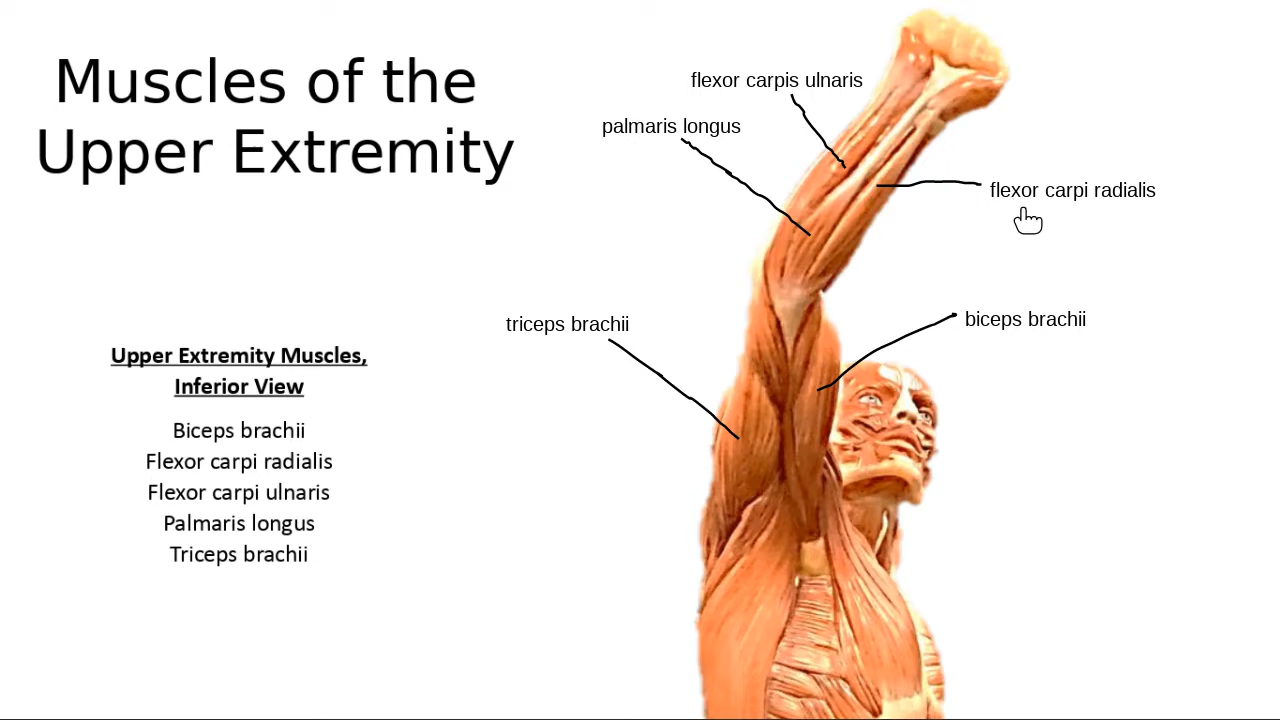 Muscles of the
Upper Extremity
flexor carpis ulnaris
palmaris longus
flexor carpi radialis
triceps brachii
biceps brachii
Upper Extremity Muscles,
Inferior View
Biceps brachii
Flexor carpi radialis
Flexor carpi ulnaris
Palmaris longus
Triceps brachii